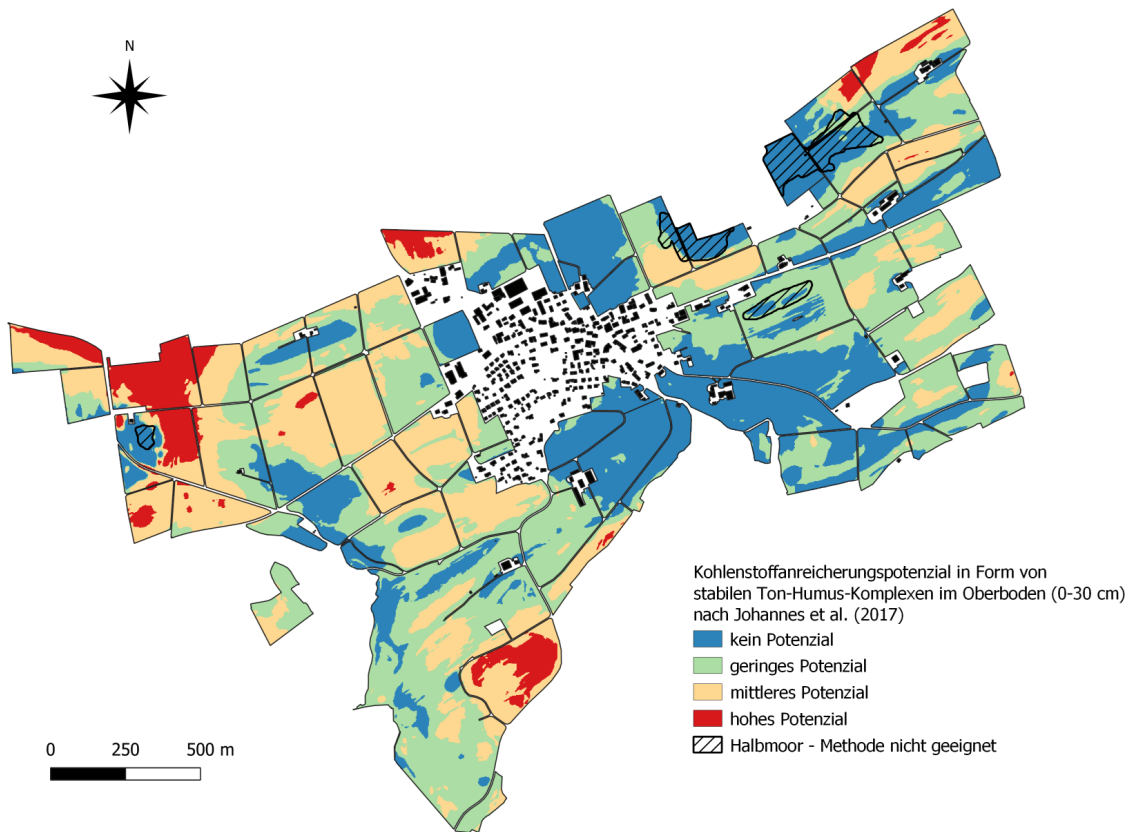 N
Kohlenstoffanreicherungspotenzial in Form von
stabilen Ton-Humus-Komplexen im Oberboden (0-30 cm)
nach Johannes et al. (2017)
kein Potenzial
geringes Potenzial
mittleres Potenzial
hohes Potenzial
Halbmoor - Methode nicht geeignet
0 250 500 m